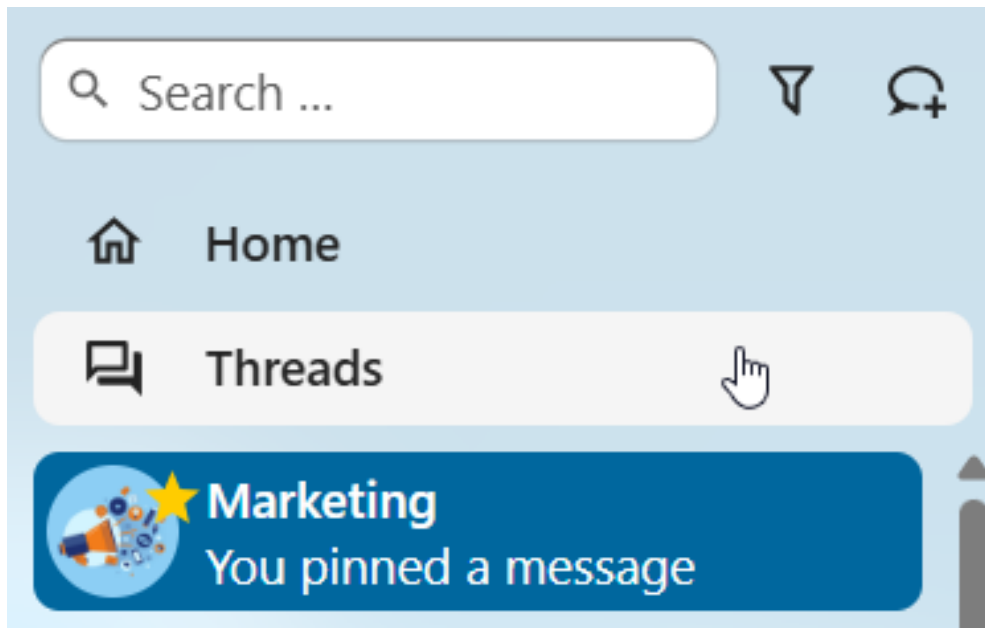 Search ...
Home
Threads
Marketing
You pinned a message